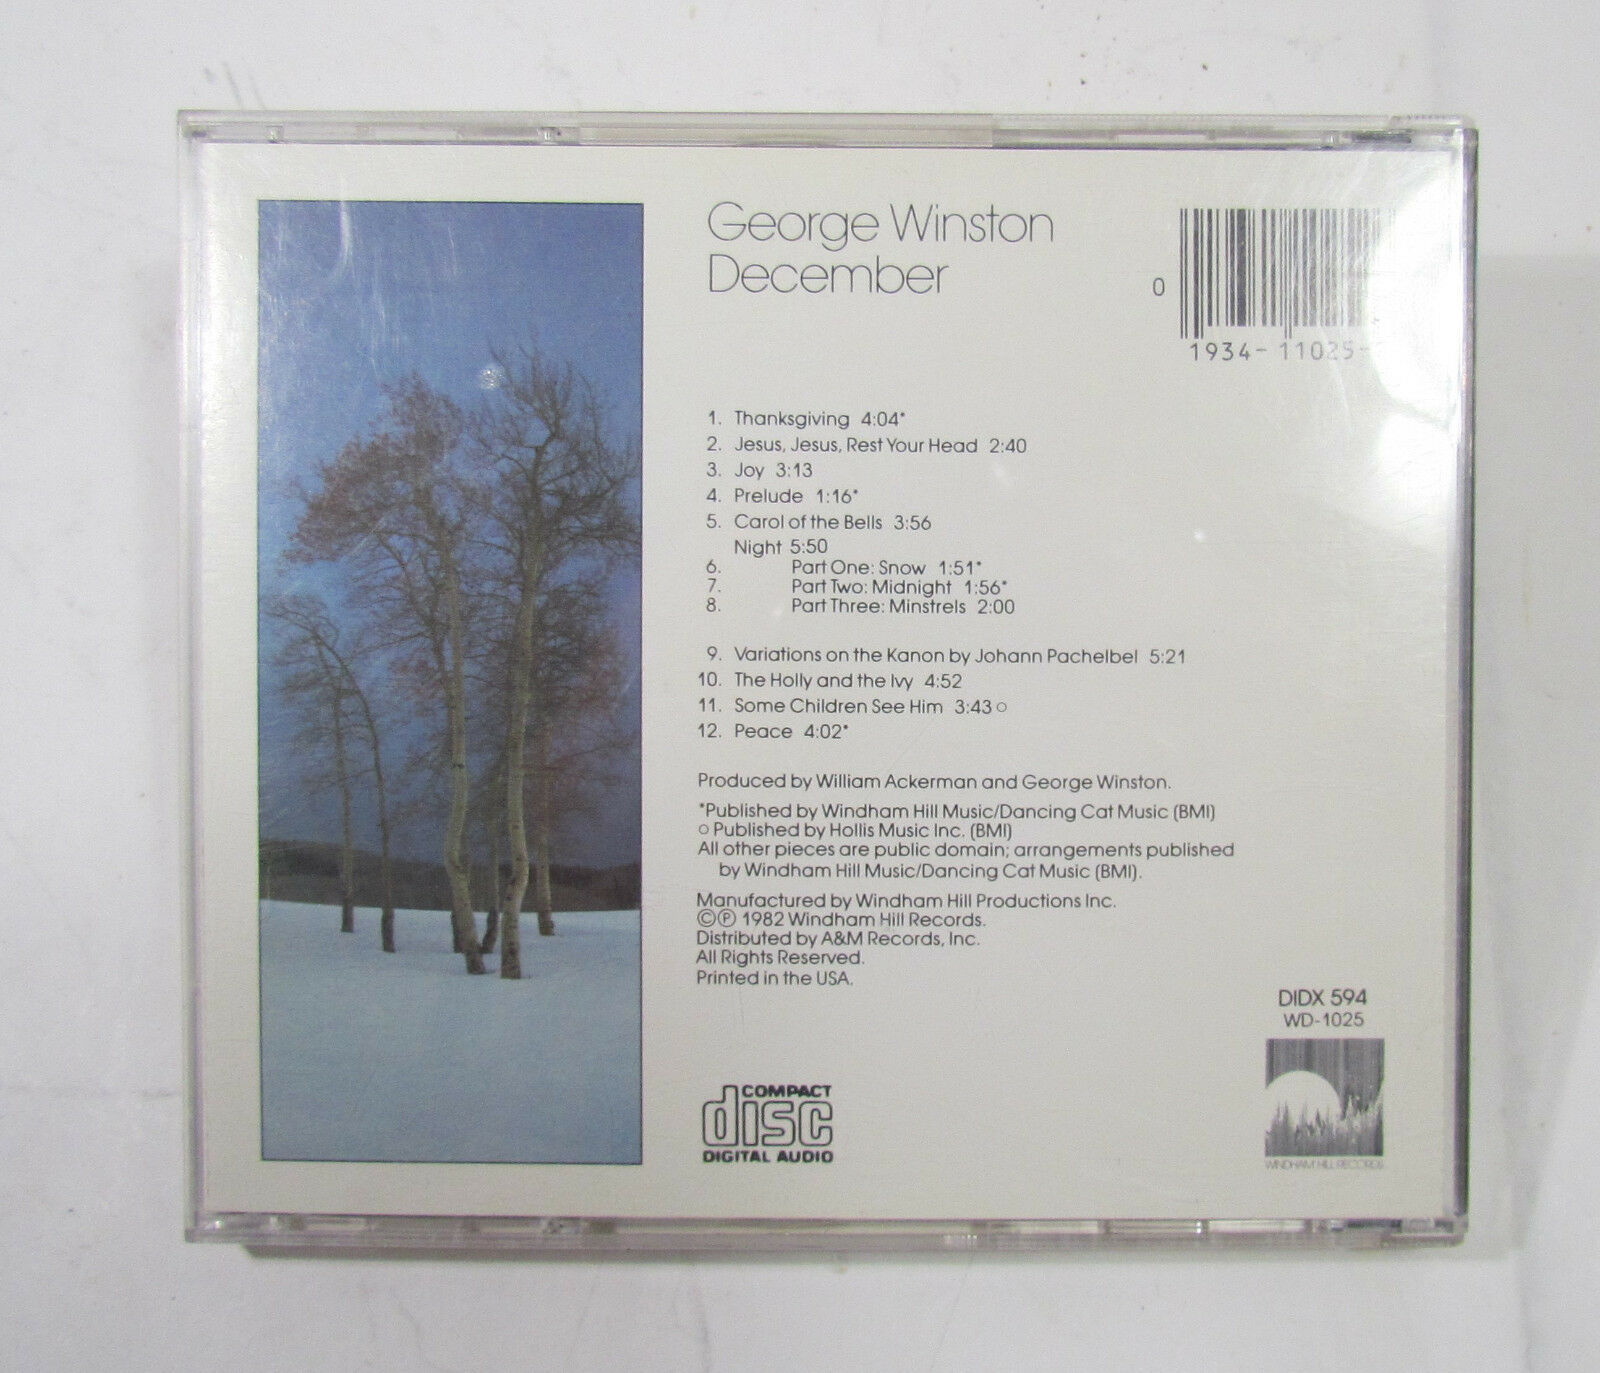 George Winston
December
0
1934-11025-
1. Thanksgiving 4:04*
2. Jesus, Jesus, Rest Your Head 2:40
3. Joy 3:13
4. Prelude 1:16*
5. Carol of the Bells 3:56
Night 5:50
6. Part One: Snow 1:51*
7. Part Two: Midnight 1:56*
8. Part Three: Minstrels 2:00
9. Variations on the Kanon by Johann Pachelbel 5:21
10. The Holly and the Ivy 4:52
11. Some Children See Him 3:43 ○
12. Peace 4:02*
Produced by William Ackerman and George Winston.
*Published by Windham Hill Music/Dancing Cat Music (BMI)
○ Published by Hollis Music Inc. (BMI)
All other pieces are public domain; arrangements published
by Windham Hill Music/Dancing Cat Music (BMI).
Manufactured by Windham Hill Productions Inc.
©℗ 1982 Windham Hill Records.
Distributed by A&M Records, Inc.
All Rights Reserved.
Printed in the USA.
DIDX 594
WD-1025
COMPACT
disc
DIGITAL AUDIO
WINDHAM HILL RECORDS